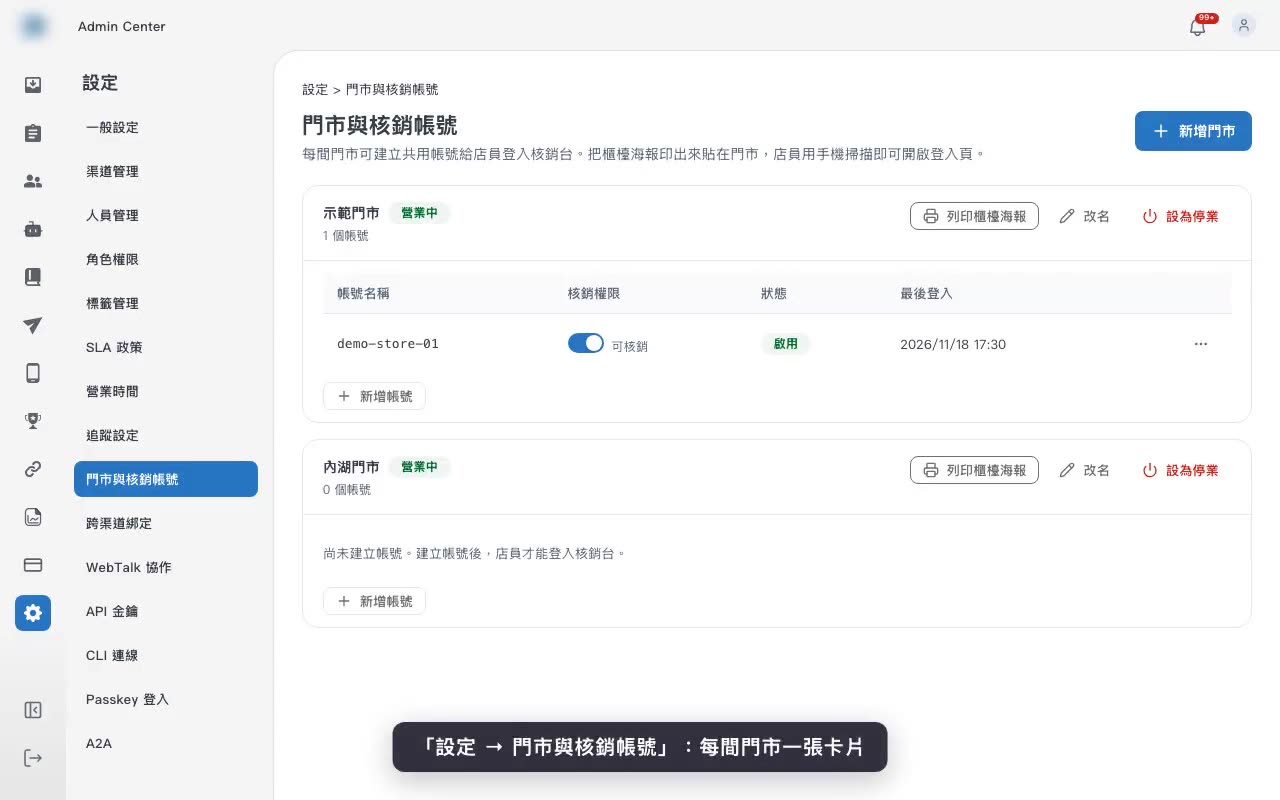 Admin Center
99+
設定
一般設定
渠道管理
人員管理
角色權限
標籤管理
SLA 政策
營業時間
追蹤設定
門市與核銷帳號
跨渠道綁定
WebTalk 協作
API 金鑰
CLI 連線
Passkey 登入
A2A
設定 > 門市與核銷帳號
門市與核銷帳號
每間門市可建立共用帳號給店員登入核銷台。把櫃檯海報印出來貼在門市，店員用手機掃描即可開啟登入頁。
+ 新增門市
示範門市 營業中
1 個帳號
列印櫃檯海報 改名 設為停業
帳號名稱 核銷權限 狀態 最後登入
demo-store-01 可核銷 啟用 2026/11/18 17:30 ···
+ 新增帳號
內湖門市 營業中
0 個帳號
列印櫃檯海報 改名 設為停業
尚未建立帳號。建立帳號後，店員才能登入核銷台。
+ 新增帳號
「設定 → 門市與核銷帳號」：每間門市一張卡片